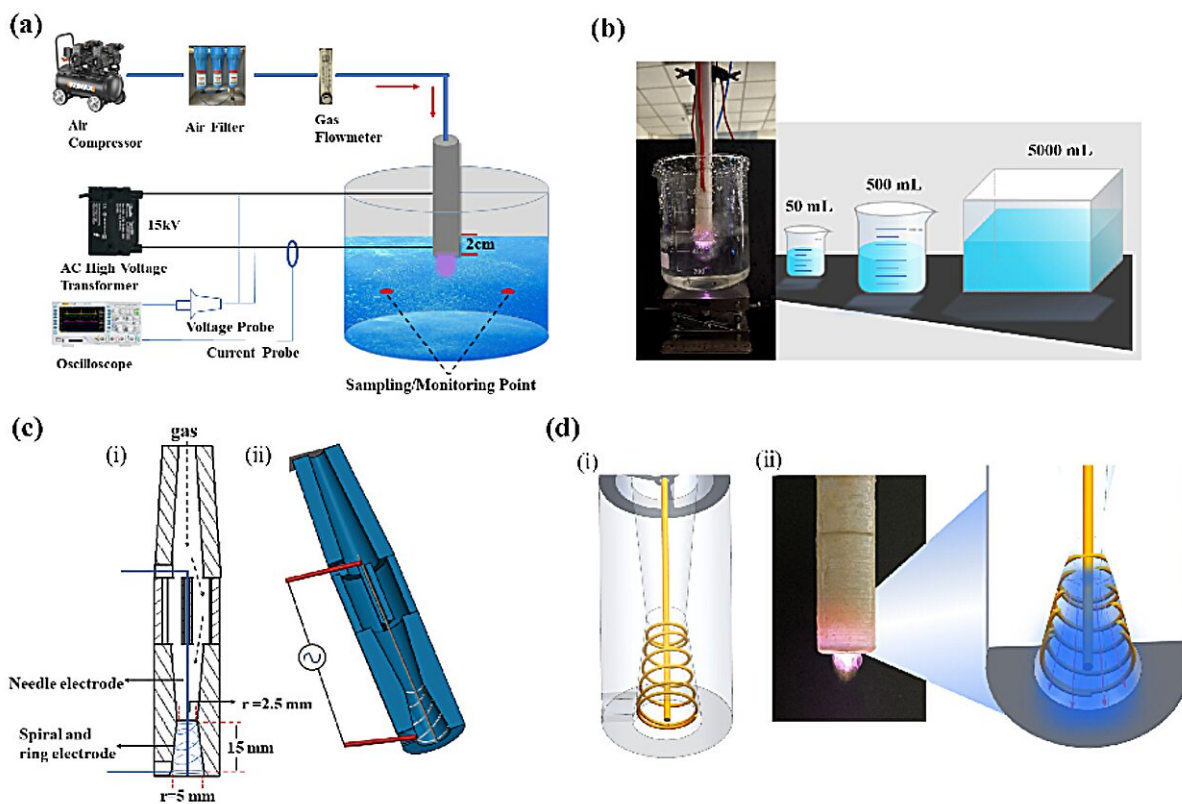 (a)
Air
Compressor
Air Filter
Gas
Flowmeter
15kV
AC High Voltage
Transformer
2cm
Voltage Probe
Current Probe
Oscilloscope
Sampling/Monitoring Point
(b)
50 mL
500 mL
5000 mL
(c)
(i)
gas
(ii)
Needle electrode
r =2.5 mm
Spiral and
ring electrode
15 mm
r=5 mm
(d)
(i)
(ii)